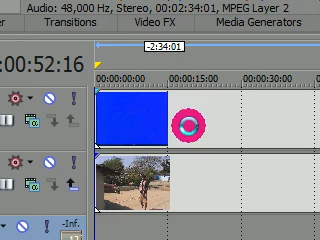 Audio: 48,000 Hz, Stereo, 00:02:34:01, MPEG Layer 2
Transitions
Video FX
Media Generators
-2:34:01
:00:52:16
00:00:00:00
00:00:15:00
00:00:30:00
-Inf.
12